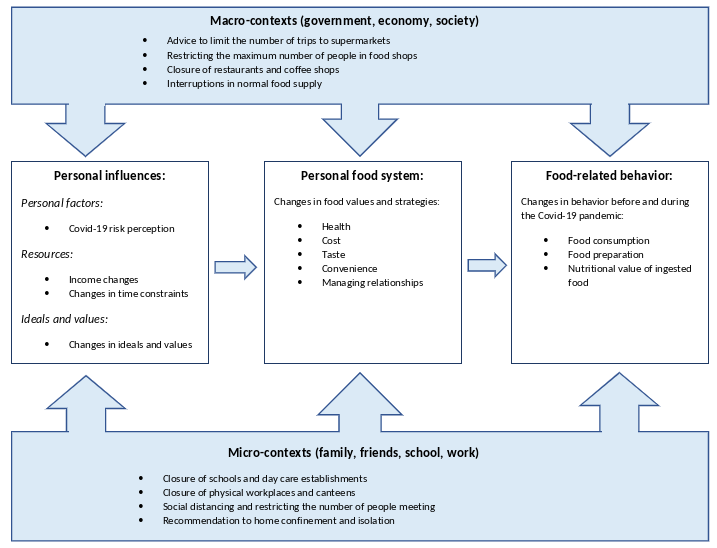 Macro-contexts (government, economy, society)
• Advice to limit the number of trips to supermarkets
• Restricting the maximum number of people in food shops
• Closure of restaurants and coffee shops
• Interruptions in normal food supply
Personal influences:
Personal factors:
• Covid-19 risk perception
Resources:
• Income changes
• Changes in time constraints
Ideals and values:
• Changes in ideals and values
Personal food system:
Changes in food values and strategies:
• Health
• Cost
• Taste
• Convenience
• Managing relationships
Food-related behavior:
Changes in behavior before and during
the Covid-19 pandemic:
• Food consumption
• Food preparation
• Nutritional value of ingested
food
Micro-contexts (family, friends, school, work)
• Closure of schools and day care establishments
• Closure of physical workplaces and canteens
• Social distancing and restricting the number of people meeting
• Recommendation to home confinement and isolation